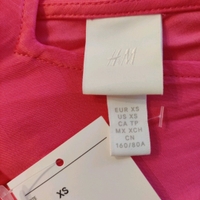 H&M
EUR XS
US XS
CA TP
MX XCH
CN
160/80A
XS